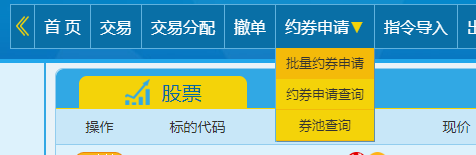 首 页 交易 交易分配 撤单 约券申请▼ 指令导入
批量约券申请
股票
约券申请查询
券池查询
操作 标的代码 现价